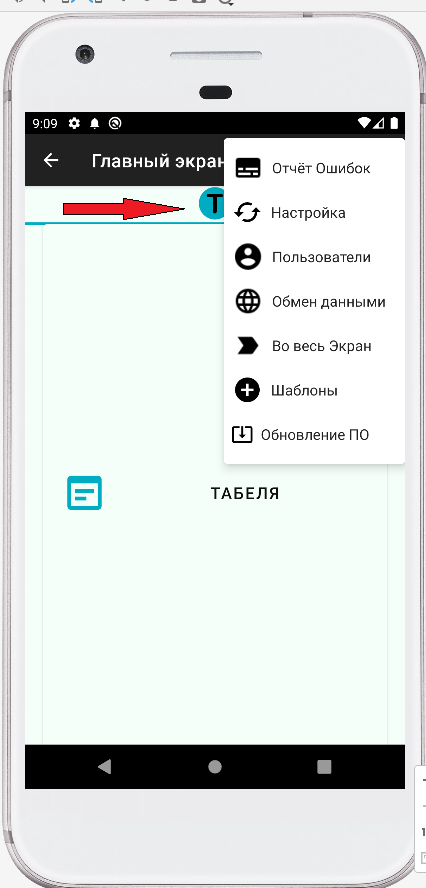 9:09
Главный экран
Отчёт Ошибок
Т
Настройка
Пользователи
Обмен данными
Во весь Экран
Шаблоны
Обновление ПО
ТАБЕЛЯ